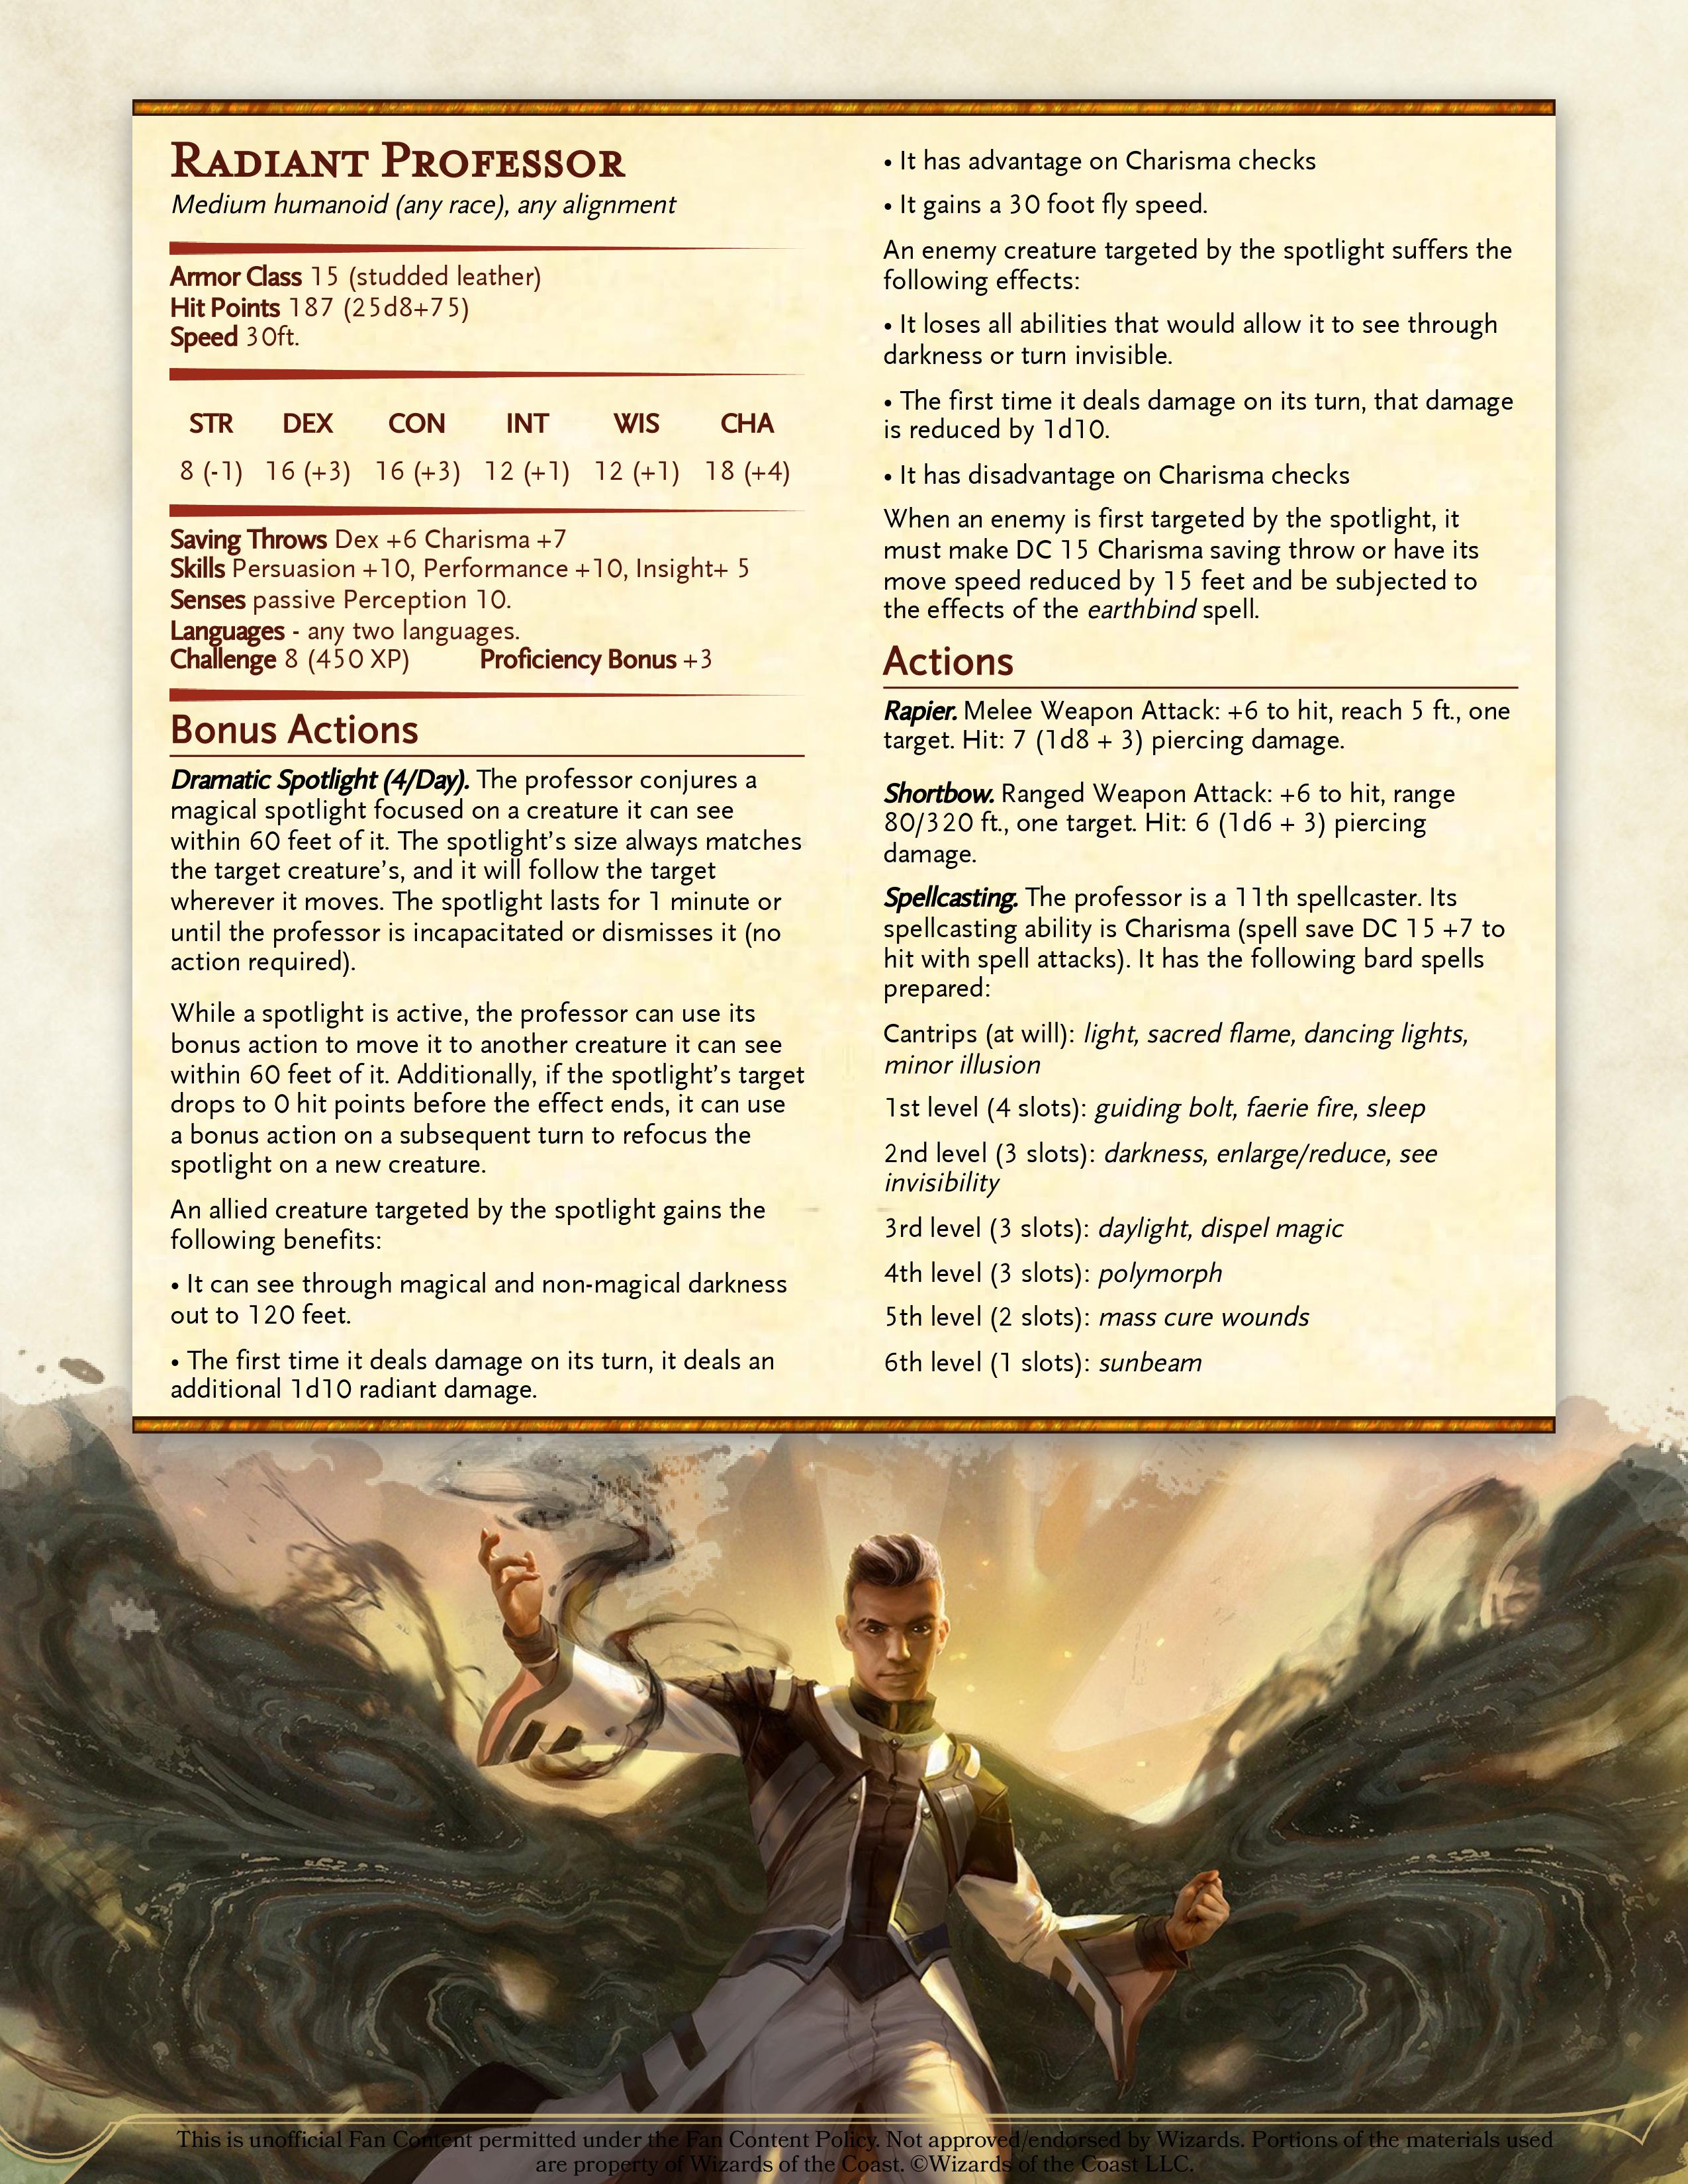 RADIANT PROFESSOR
Medium humanoid (any race), any alignment
Armor Class 15 (studded leather)
Hit Points 187 (25d8+75)
Speed 30ft.
STR DEX CON INT WIS CHA
8 (-1) 16 (+3) 16 (+3) 12 (+1) 12 (+1) 18 (+4)
Saving Throws Dex +6 Charisma +7
Skills Persuasion +10, Performance +10, Insight+ 5
Senses passive Perception 10.
Languages - any two languages.
Challenge 8 (450 XP) Proficiency Bonus +3
Bonus Actions
Dramatic Spotlight (4/Day). The professor conjures a
magical spotlight focused on a creature it can see
within 60 feet of it. The spotlight's size always matches
the target creature's, and it will follow the target
wherever it moves. The spotlight lasts for 1 minute or
until the professor is incapacitated or dismisses it (no
action required).
While a spotlight is active, the professor can use its
bonus action to move it to another creature it can see
within 60 feet of it. Additionally, if the spotlight's target
drops to 0 hit points before the effect ends, it can use
a bonus action on a subsequent turn to refocus the
spotlight on a new creature.
An allied creature targeted by the spotlight gains the
following benefits:
• It can see through magical and non-magical darkness
out to 120 feet.
• The first time it deals damage on its turn, it deals an
additional 1d10 radiant damage.
• It has advantage on Charisma checks
• It gains a 30 foot fly speed.
An enemy creature targeted by the spotlight suffers the
following effects:
• It loses all abilities that would allow it to see through
darkness or turn invisible.
• The first time it deals damage on its turn, that damage
is reduced by 1d10.
• It has disadvantage on Charisma checks
When an enemy is first targeted by the spotlight, it
must make DC 15 Charisma saving throw or have its
move speed reduced by 15 feet and be subjected to
the effects of the earthbind spell.
Actions
Rapier. Melee Weapon Attack: +6 to hit, reach 5 ft., one
target. Hit: 7 (1d8 + 3) piercing damage.
Shortbow. Ranged Weapon Attack: +6 to hit, range
80/320 ft., one target. Hit: 6 (1d6 + 3) piercing
damage.
Spellcasting. The professor is a 11th spellcaster. Its
spellcasting ability is Charisma (spell save DC 15 +7 to
hit with spell attacks). It has the following bard spells
prepared:
Cantrips (at will): light, sacred flame, dancing lights,
minor illusion
1st level (4 slots): guiding bolt, faerie fire, sleep
2nd level (3 slots): darkness, enlarge/reduce, see
invisibility
3rd level (3 slots): daylight, dispel magic
4th level (3 slots): polymorph
5th level (2 slots): mass cure wounds
6th level (1 slots): sunbeam
This is unofficial Fan Content permitted under the Fan Content Policy. Not approved/endorsed by Wizards. Portions of the materials used
are property of Wizards of the Coast. ©Wizards of the Coast LLC.